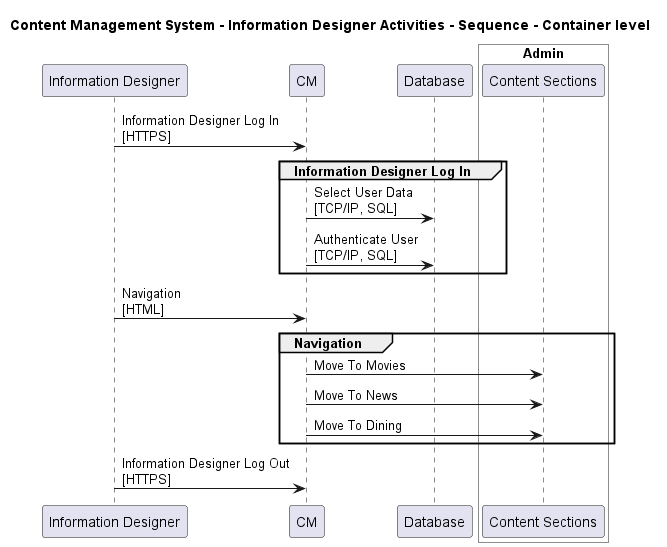 Content Management System - Information Designer Activities - Sequence - Container level
Admin
Information Designer CM Database Content Sections
Information Designer Log In
[HTTPS]
Information Designer Log In
Select User Data
[TCP/IP, SQL]
Authenticate User
[TCP/IP, SQL]
Navigation
[HTML]
Navigation
Move To Movies
Move To News
Move To Dining
Information Designer Log Out
[HTTPS]
Information Designer CM Database Content Sections